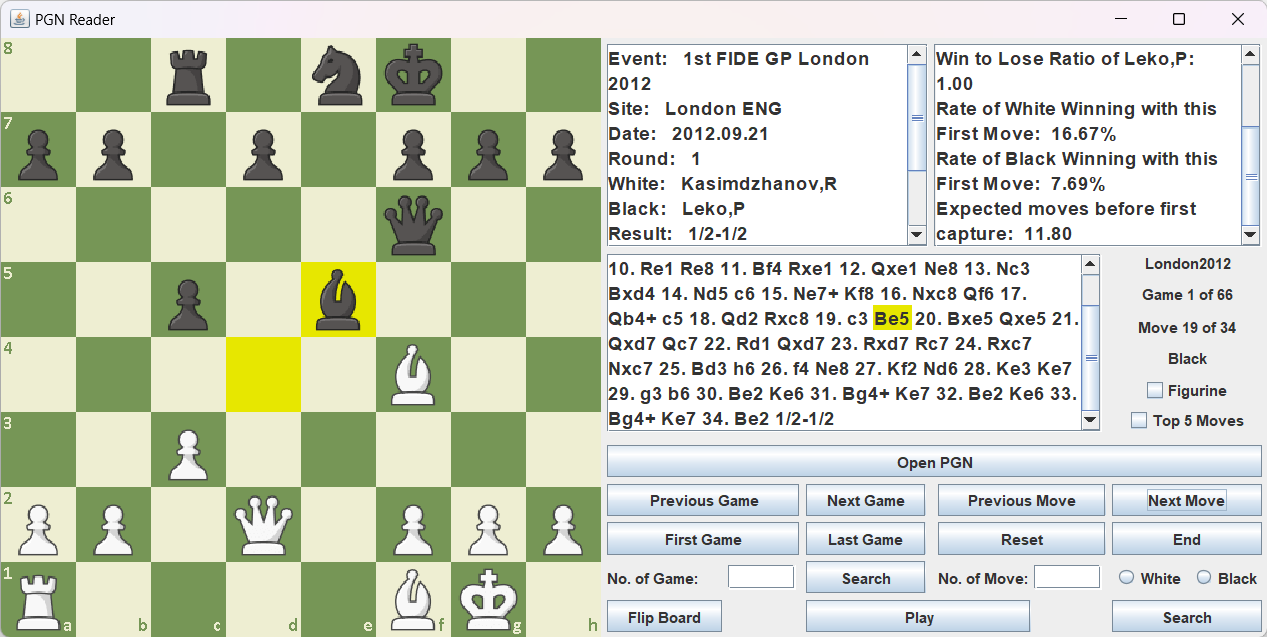 PGN Reader
8
7
6
5
4
3
2
1
a b c d e f g h
Event: 1st FIDE GP London
2012
Site: London ENG
Date: 2012.09.21
Round: 1
White: Kasimdzhanov,R
Black: Leko,P
Result: 1/2-1/2
Win to Lose Ratio of Leko,P:
1.00
Rate of White Winning with this
First Move: 16.67%
Rate of Black Winning with this
First Move: 7.69%
Expected moves before first
capture: 11.80
10. Re1 Re8 11. Bf4 Rxe1 12. Qxe1 Ne8 13. Nc3
Bxd4 14. Nd5 c6 15. Ne7+ Kf8 16. Nxc8 Qf6 17.
Qb4+ c5 18. Qd2 Rxc8 19. c3 Be5 20. Bxe5 Qxe5 21.
Qxd7 Qc7 22. Rd1 Qxd7 23. Rxd7 Rc7 24. Rxc7
Nxc7 25. Bd3 h6 26. f4 Ne8 27. Kf2 Nd6 28. Ke3 Ke7
29. g3 b6 30. Be2 Ke6 31. Bg4+ Ke7 32. Be2 Ke6 33.
Bg4+ Ke7 34. Be2 1/2-1/2
London2012
Game 1 of 66
Move 19 of 34
Black
Figurine
Top 5 Moves
Open PGN
Previous Game Next Game Previous Move Next Move
First Game Last Game Reset End
No. of Game: Search No. of Move: White Black
Flip Board Play Search